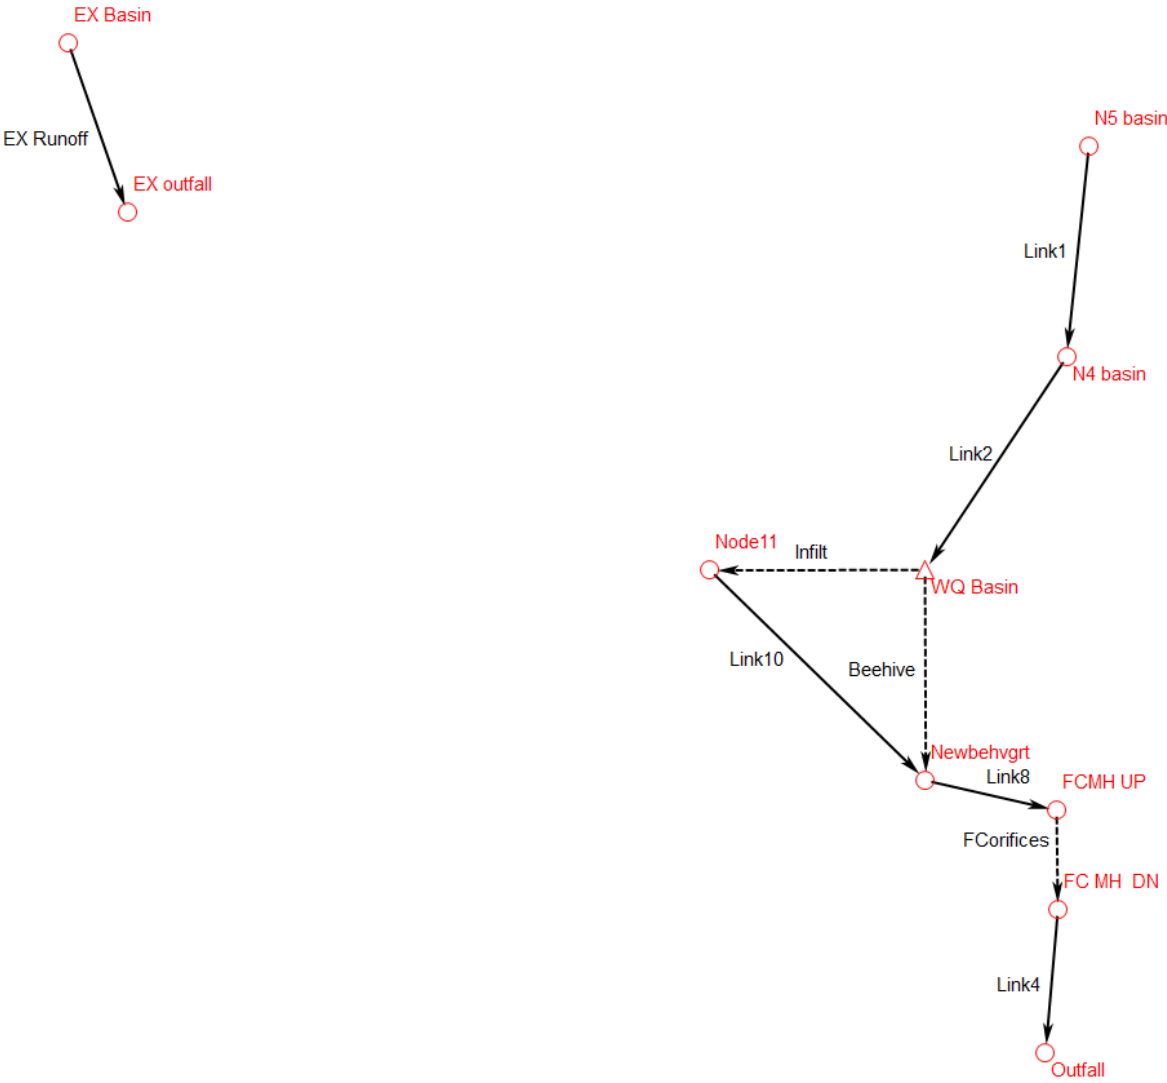 EX Basin
EX Runoff
EX outfall
N5 basin
Link1
N4 basin
Link2
Node11
Infilt
WQ Basin
Link10
Beehive
Newbehvgrt
Link8
FCMH UP
FCorifices
FC MH  DN
Link4
Outfall